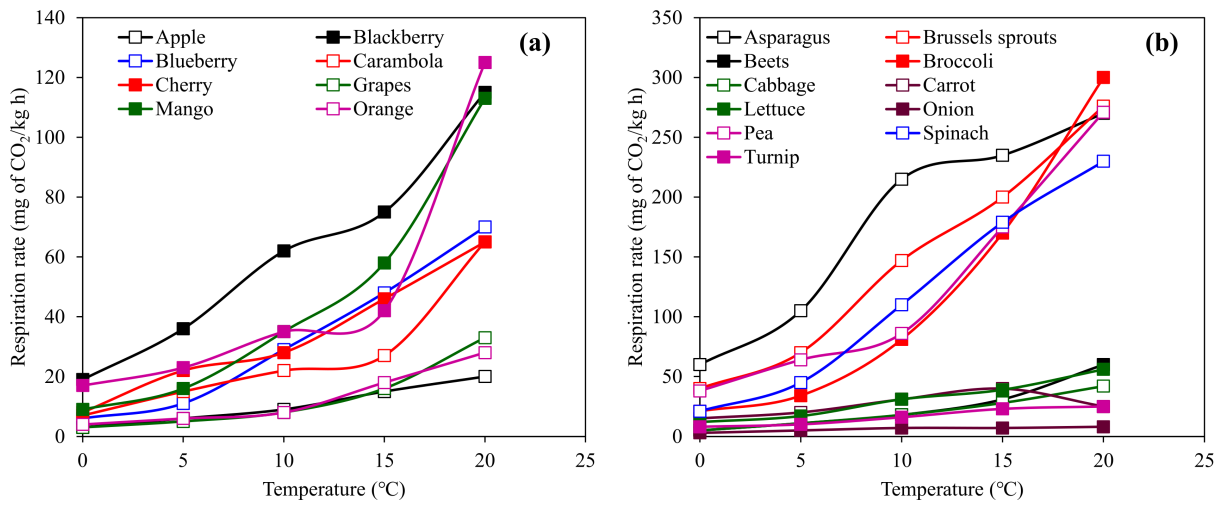 Respiration rate (mg of CO₂/kg h)
140
120
100
80
60
40
20
0
Apple Blackberry
Blueberry Carambola
Cherry Grapes
Mango Orange
(a)
0 5 10 15 20 25
Temperature (℃)
Respiration rate (mg of CO₂/kg h)
350
300
250
200
150
100
50
0
Asparagus Brussels sprouts
Beets Broccoli
Cabbage Carrot
Lettuce Onion
Pea Spinach
Turnip
(b)
0 5 10 15 20 25
Temperature (℃)